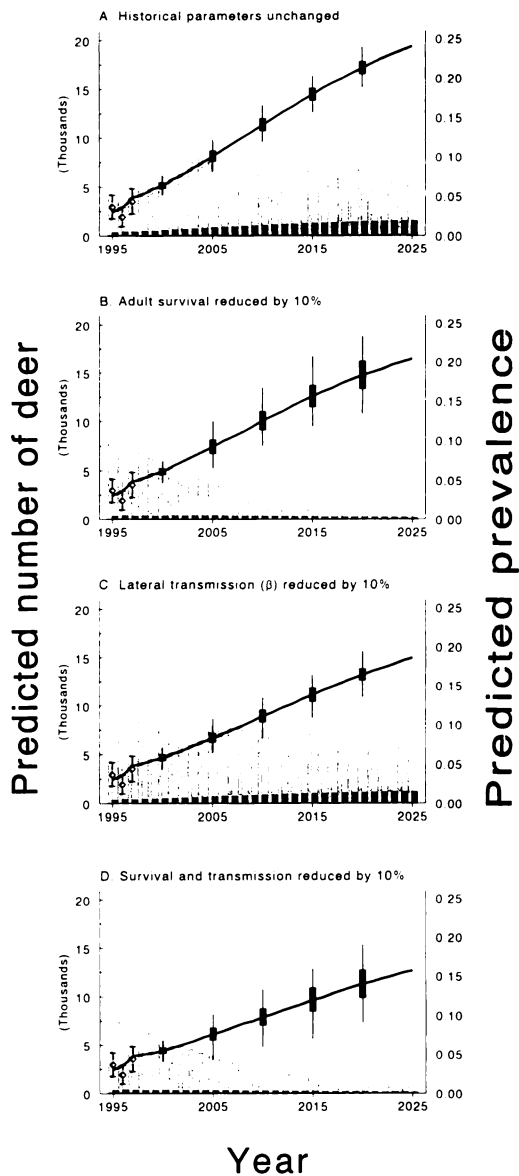 A Historical parameters unchanged
20
15
10
5
0
(Thousands)
0.25
0.20
0.15
0.10
0.05
0.00
1995 2005 2015 2025
B. Adult survival reduced by 10%
20
15
10
5
0
(Thousands)
0.25
0.20
0.15
0.10
0.05
0.00
1995 2005 2015 2025
C Lateral transmission (β) reduced by 10%
20
15
10
5
0
(Thousands)
0.25
0.20
0.15
0.10
0.05
0.00
1995 2005 2015 2025
D Survival and transmission reduced by 10%
20
15
10
5
0
(Thousands)
0.25
0.20
0.15
0.10
0.05
0.00
1995 2005 2015 2025
Predicted number of deer
Predicted prevalence
Year